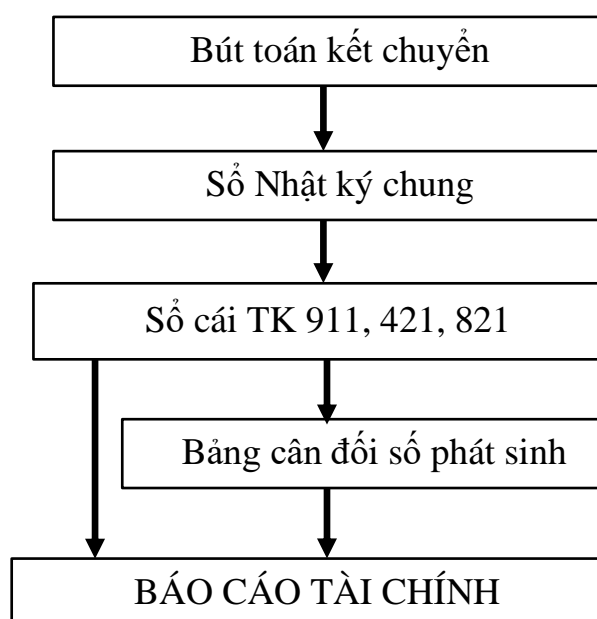 Bút toán kết chuyển
Sổ Nhật ký chung
Sổ cái TK 911, 421, 821
Bảng cân đối số phát sinh
BÁO CÁO TÀI CHÍNH